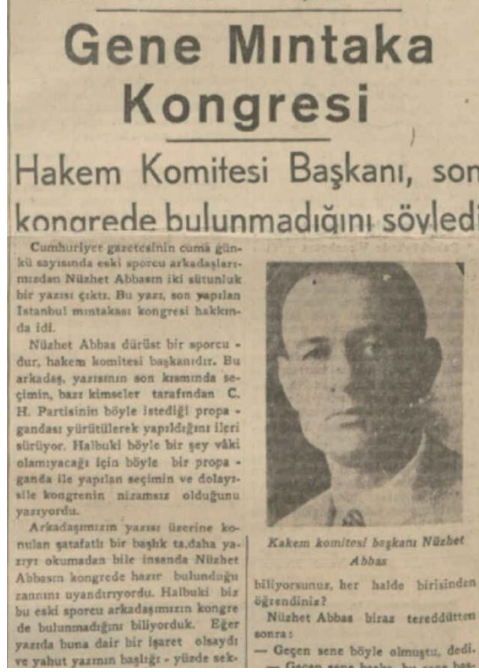 Gene Mıntaka
Kongresi
Hakem Komitesi Başkanı, son
kongrede bulunmadığını söyledi
Cumhuriyet gazetesinin cuma gün-
kü sayısında eski sporcu arkadaşları-
mızdan Nüzhet Abbasın iki sütunluk
bir yazısı çıktı. Bu yazı, son yapılan
Istanbul mıntakası kongresi hakkın-
da idi.
Nüzhet Abbas dürüst bir sporcu -
dur, hakem komitesi başkanıdır. Bu
arkadaş, yazısının son kısmında se-
çimin, bazı kimseler tarafından C.
H. Partisinin böyle istediği propa -
gandası yürütülerek yapıldığını ileri
sürüyor. Halbuki böyle bir şey vâki
olamıyacağı için böyle bir propa -
ganda ile yapılan seçimin ve dolayı-
sile kongrenin nizamsız olduğunu
yazıyordu.
Arkadaşımızın yazısı üzerine ko-
nulan şatafatlı bir başlık ta,daha ya-
zıyı okumadan bile insanda Nüzhet
Abbasın kongrede hazır bulunduğu
zannını uyandırıyordu. Halbuki biz
bu eski sporcu arkadaşımızın kongre
de bulunmadığını biliyorduk. Eğer
yazıda buna dair bir işaret olsaydı
ve yahut yazının başlığı - yüzde sek-
Kakem komitesi başkanı Nüzhet
Abbas
biliyorsunuz, her halde birisinden
öğrendiniz?
Nüzhet Abbas biraz tereddütten
sonra:
— Geçen sene böyle olmuştu, dedi.
— Geçen sene